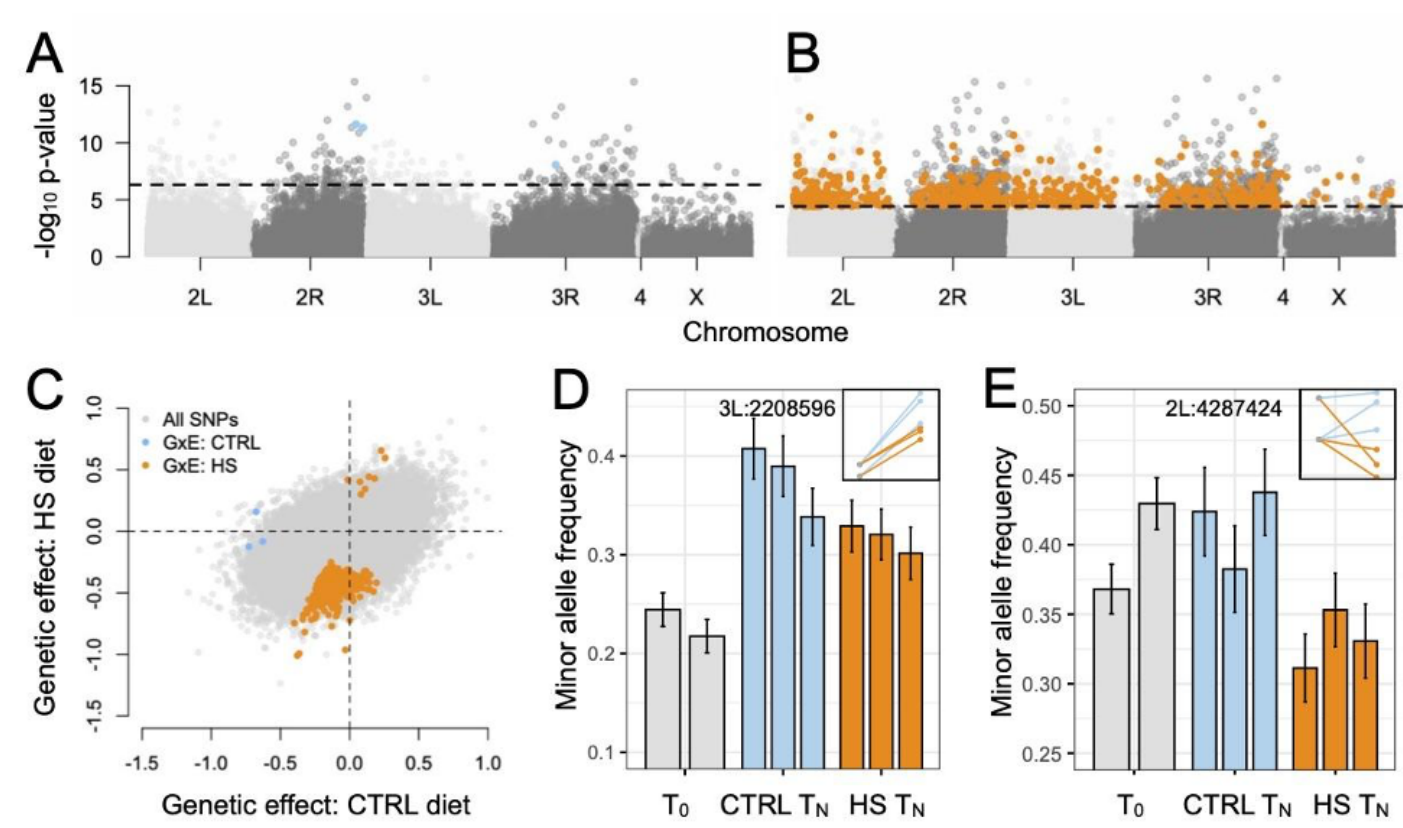 A
B
15
10
5
0
-log10 p-value
2L 2R 3L 3R 4 X
2L 2R 3L 3R 4 X
Chromosome
C
All SNPs
GxE: CTRL
GxE: HS
1.0
0.5
0.0
-0.5
-1.0
-1.5
Genetic effect: HS diet
-1.5 -1.0 -0.5 0.0 0.5 1.0
Genetic effect: CTRL diet
D
3L:2208596
0.4
0.3
0.2
0.1
Minor alelle frequency
T0 CTRL TN HS TN
E
2L:4287424
0.50
0.45
0.40
0.35
0.30
0.25
Minor alelle frequency
T0 CTRL TN HS TN